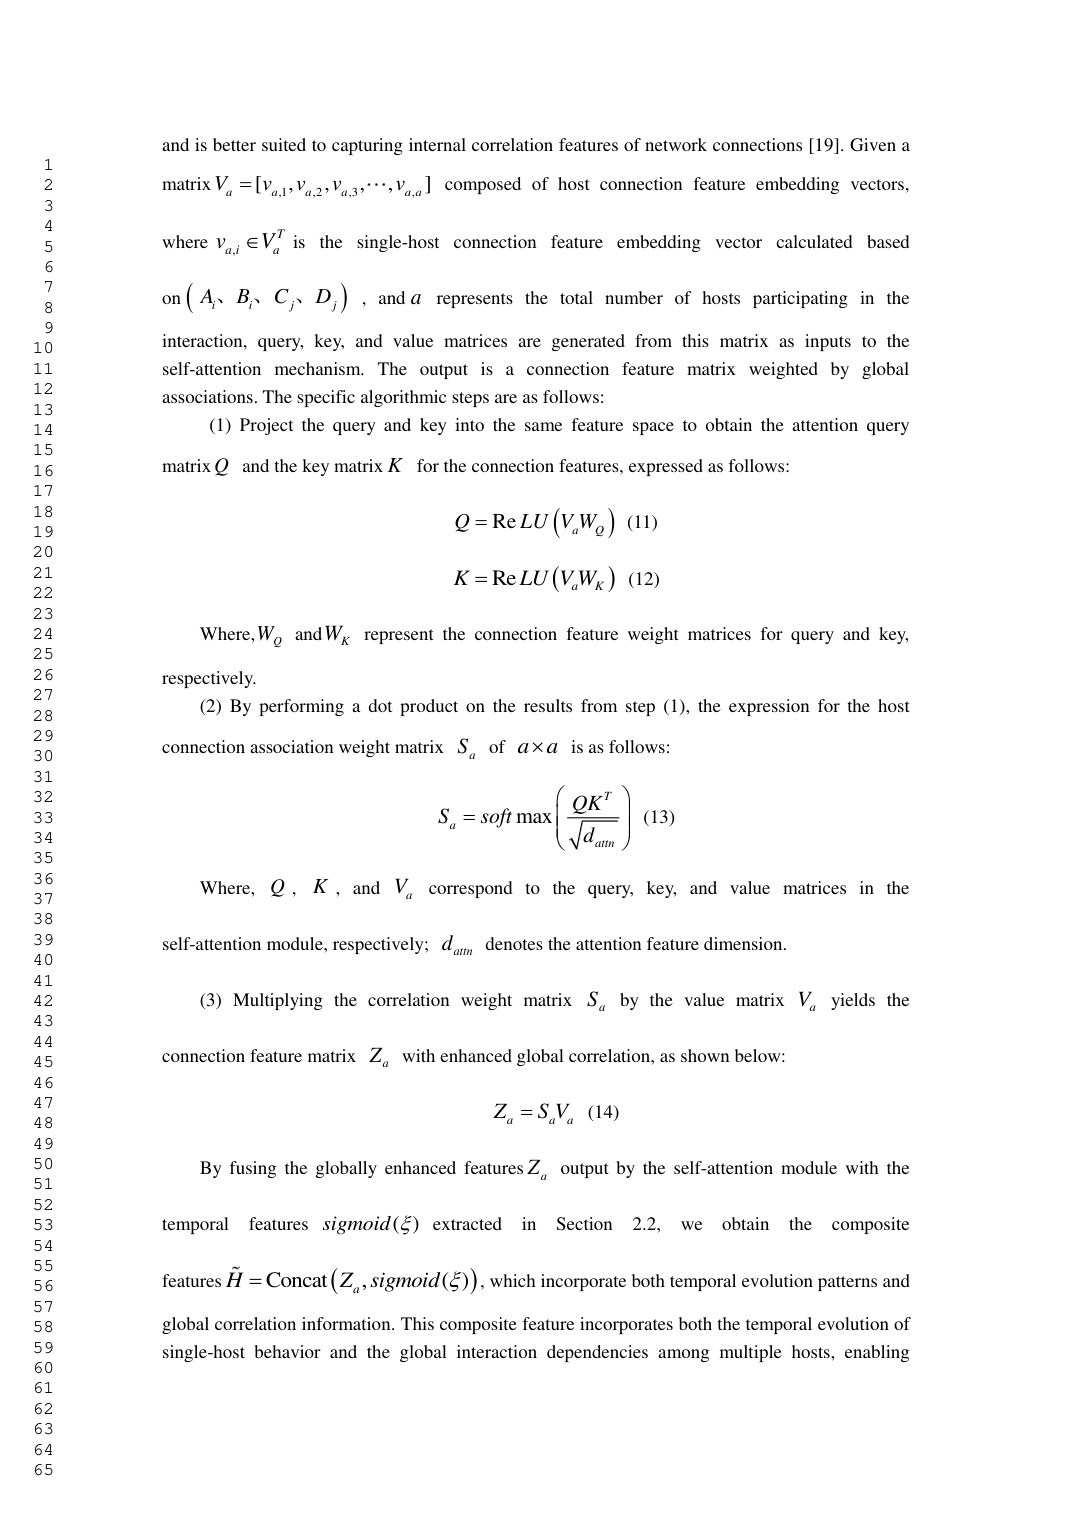 and is better suited to capturing internal correlation features of network connections [19]. Given a
matrix V_a = [v_{a,1}, v_{a,2}, v_{a,3}, ⋯, v_{a,a}] composed of host connection feature embedding vectors,
where v_{a,i} ∈ V_a^T is the single-host connection feature embedding vector calculated based
on ( A_i、 B_i、 C_j、 D_j ) , and a represents the total number of hosts participating in the
interaction, query, key, and value matrices are generated from this matrix as inputs to the
self-attention mechanism. The output is a connection feature matrix weighted by global
associations. The specific algorithmic steps are as follows:
(1) Project the query and key into the same feature space to obtain the attention query
matrix Q and the key matrix K for the connection features, expressed as follows:
Q = Re LU (V_a W_Q) (11)
K = Re LU (V_a W_K) (12)
Where, W_Q and W_K represent the connection feature weight matrices for query and key,
respectively.
(2) By performing a dot product on the results from step (1), the expression for the host
connection association weight matrix S_a of a × a is as follows:
S_a = soft max ( QK^T / √d_{attn} ) (13)
Where, Q , K , and V_a correspond to the query, key, and value matrices in the
self-attention module, respectively; d_{attn} denotes the attention feature dimension.
(3) Multiplying the correlation weight matrix S_a by the value matrix V_a yields the
connection feature matrix Z_a with enhanced global correlation, as shown below:
Z_a = S_a V_a (14)
By fusing the globally enhanced features Z_a output by the self-attention module with the
temporal features sigmoid(ξ) extracted in Section 2.2, we obtain the composite
features H̃ = Concat (Z_a, sigmoid(ξ)), which incorporate both temporal evolution patterns and
global correlation information. This composite feature incorporates both the temporal evolution of
single-host behavior and the global interaction dependencies among multiple hosts, enabling
1
2
3
4
5
6
7
8
9
10
11
12
13
14
15
16
17
18
19
20
21
22
23
24
25
26
27
28
29
30
31
32
33
34
35
36
37
38
39
40
41
42
43
44
45
46
47
48
49
50
51
52
53
54
55
56
57
58
59
60
61
62
63
64
65